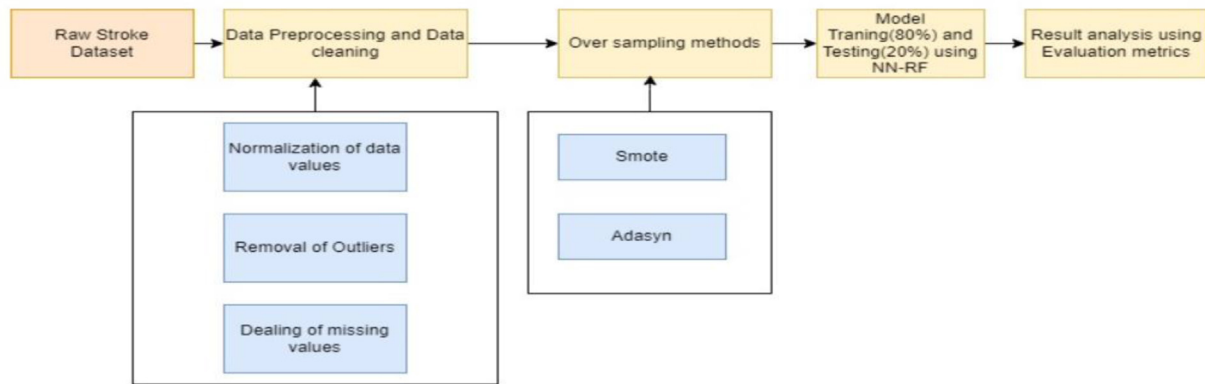 Raw Stroke
Dataset
Data Preprocessing and Data
cleaning
Over sampling methods
Model
Traning(80%) and
Testing(20%) using
NN-RF
Result analysis using
Evaluation metrics
Normalization of data
values
Removal of Outliers
Dealing of missing
values
Smote
Adasyn